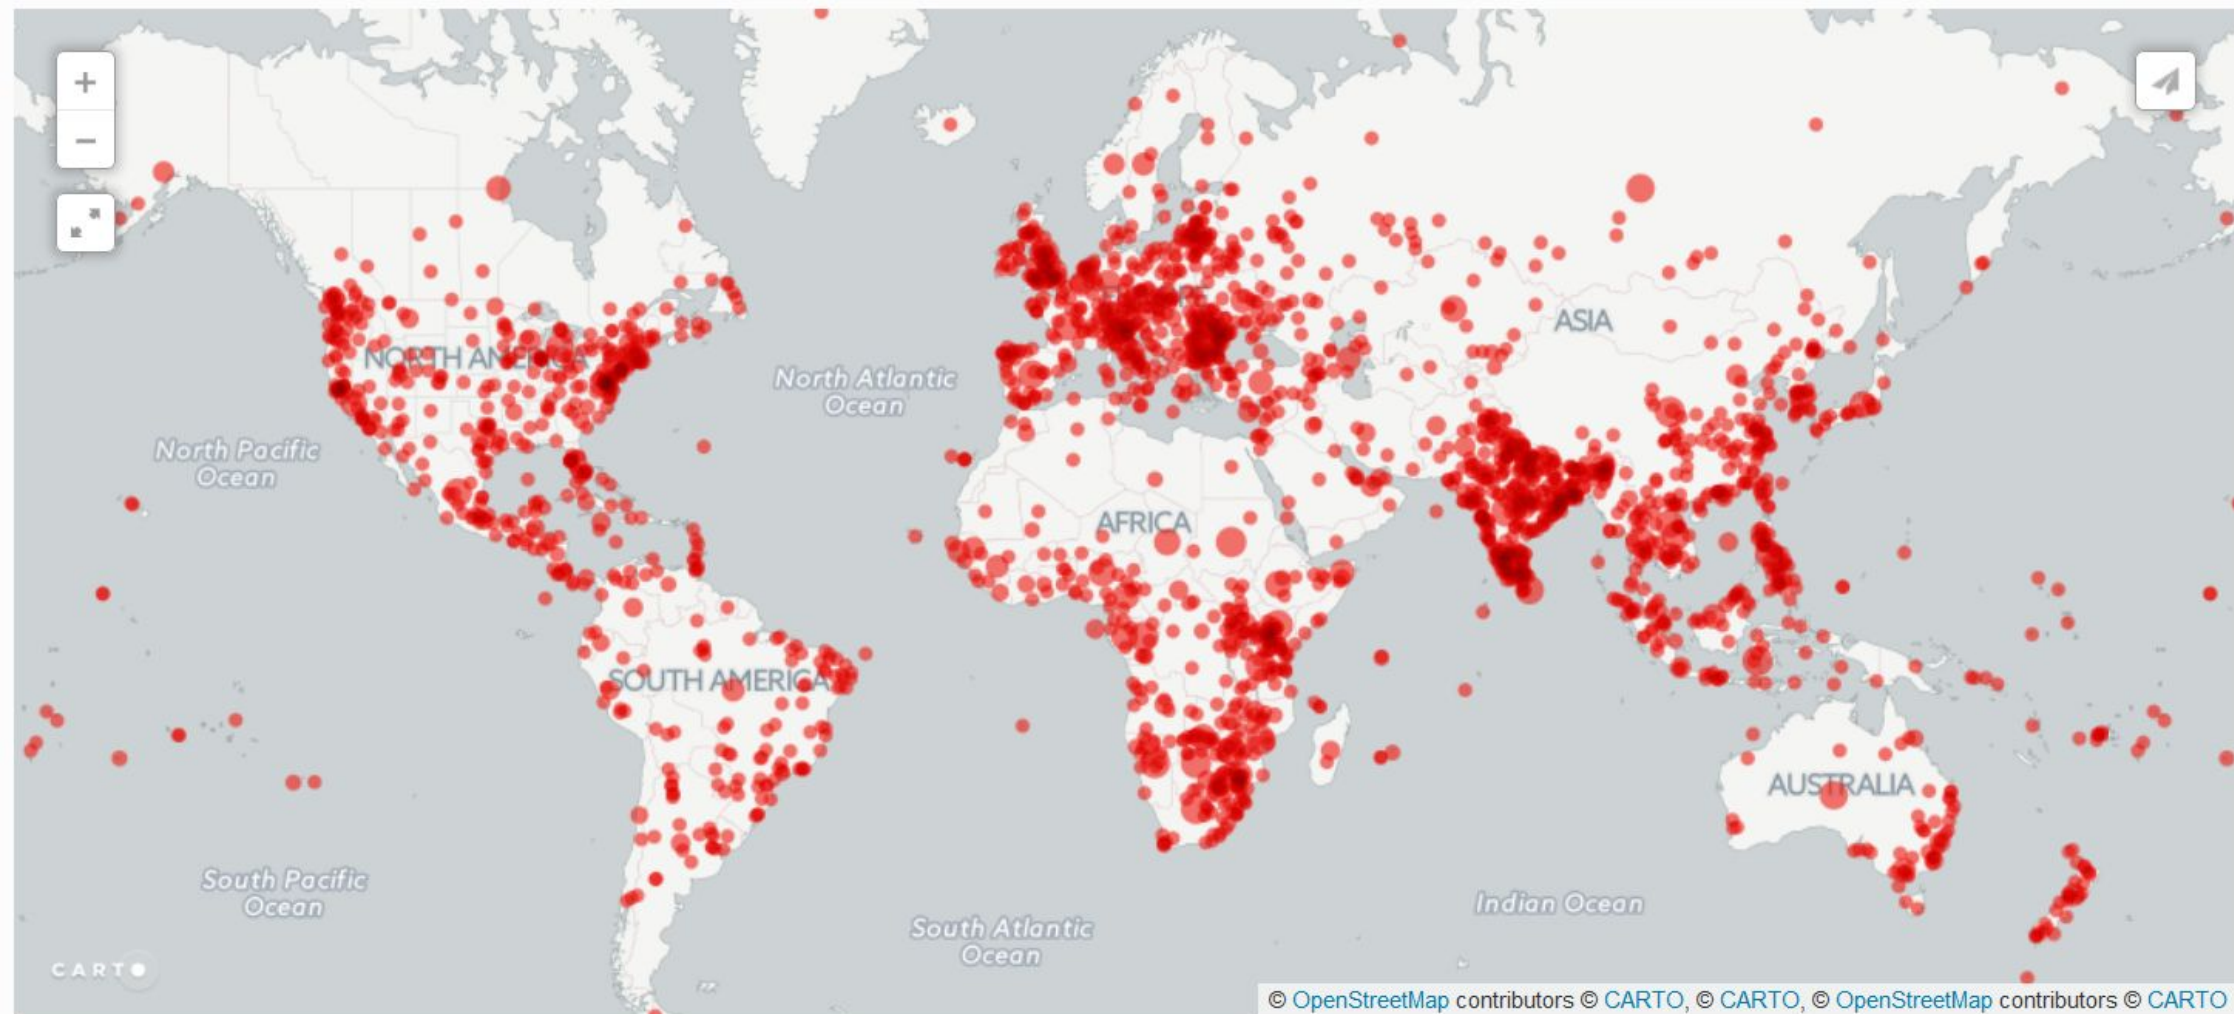 +
−
NORTH AMERICA
ASIA
North Atlantic
Ocean
North Pacific
Ocean
AFRICA
SOUTH AMERICA
AUSTRALIA
South Pacific
Ocean
Indian Ocean
South Atlantic
Ocean
CARTO
© OpenStreetMap contributors © CARTO, © CARTO, © OpenStreetMap contributors © CARTO